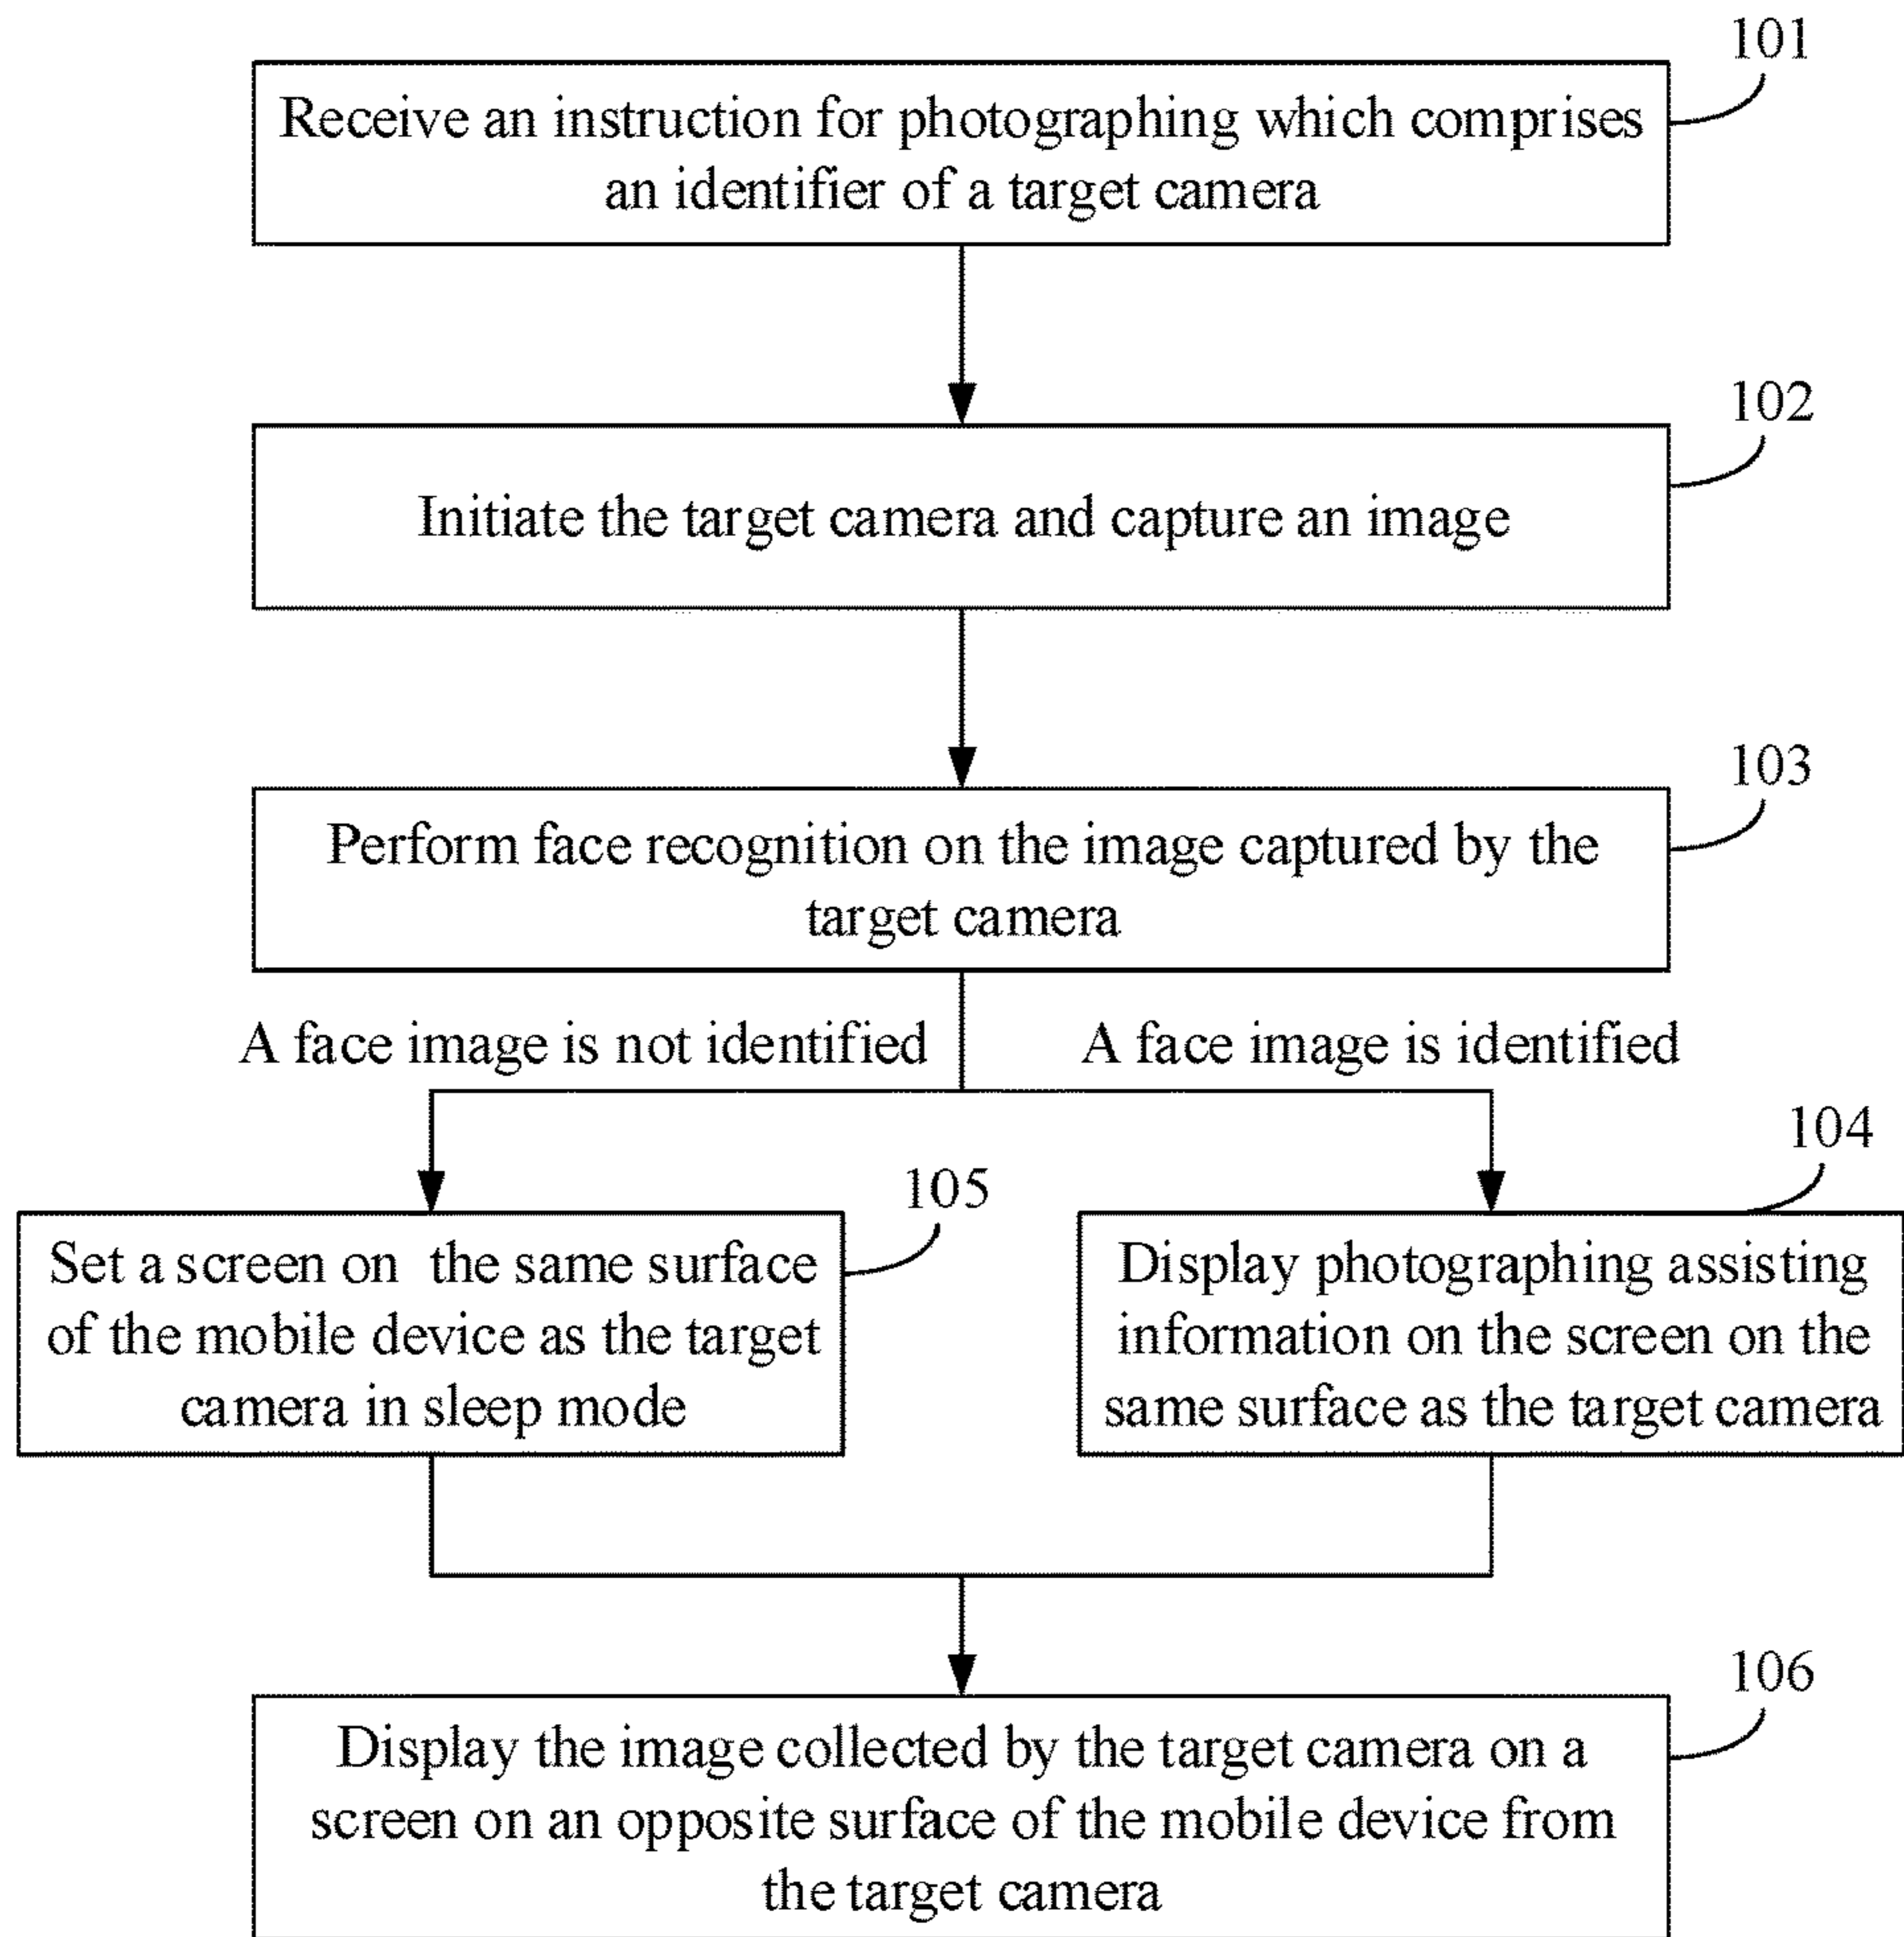 101
Receive an instruction for photographing which comprises
an identifier of a target camera
102
Initiate the target camera and capture an image
103
Perform face recognition on the image captured by the
target camera
A face image is not identified
A face image is identified
105
Set a screen on the same surface
of the mobile device as the target
camera in sleep mode
104
Display photographing assisting
information on the screen on the
same surface as the target camera
106
Display the image collected by the target camera on a
screen on an opposite surface of the mobile device from
the target camera